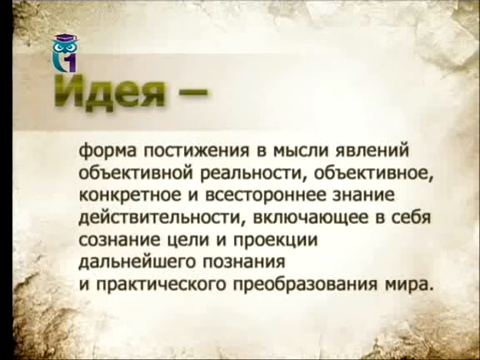 1
Идея –
форма постижения в мысли явлений
объективной реальности, объективное,
конкретное и всестороннее знание
действительности, включающее в себя
сознание цели и проекции
дальнейшего познания
и практического преобразования мира.